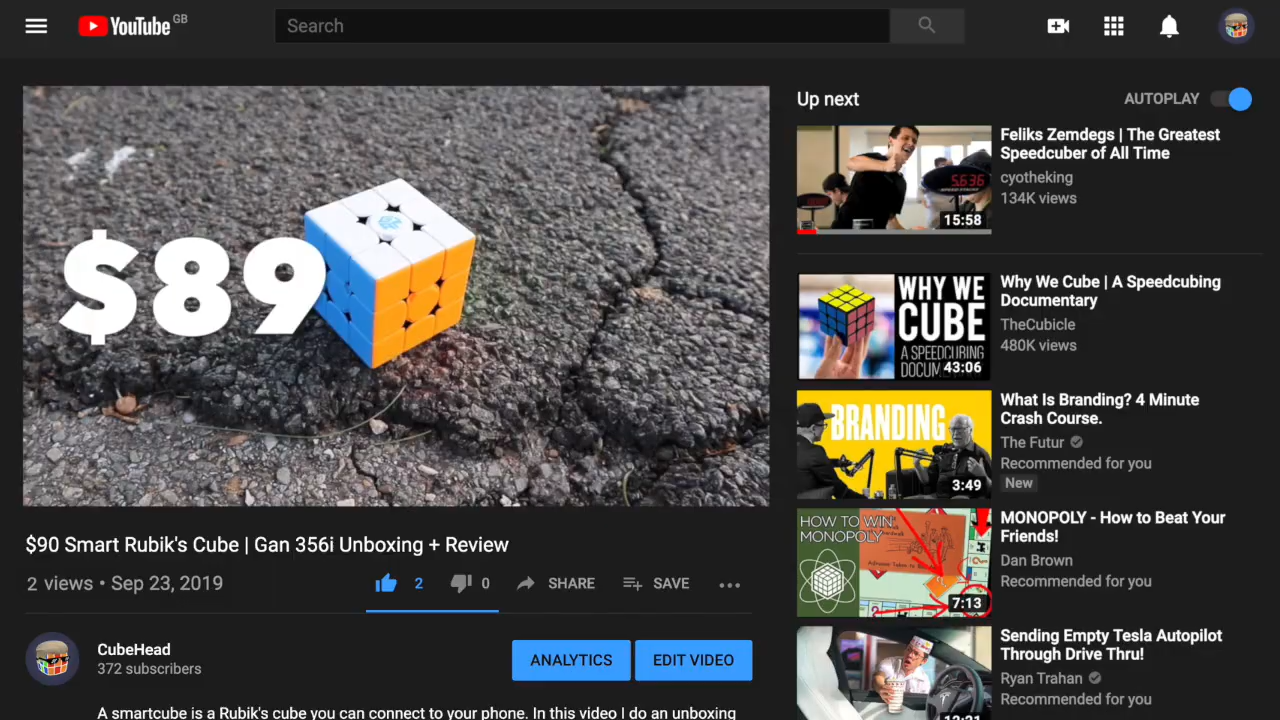 YouTube GB
Search
$89
$90 Smart Rubik's Cube | Gan 356i Unboxing + Review
2 views • Sep 23, 2019
2
0
SHARE
SAVE
CubeHead
372 subscribers
ANALYTICS
EDIT VIDEO
A smartcube is a Rubik's cube you can connect to your phone. In this video I do an unboxing
Up next
AUTOPLAY
5.636
15:58
Feliks Zemdegs | The Greatest
Speedcuber of All Time
cyotheking
134K views
WHY WE
CUBE
A SPEEDCUBING
43:06
Why We Cube | A Speedcubing
Documentary
TheCubicle
480K views
BRANDING
3:49
What Is Branding? 4 Minute
Crash Course.
The Futur
Recommended for you
New
HOW TO WIN
MONOPOLY
7:13
MONOPOLY - How to Beat Your
Friends!
Dan Brown
Recommended for you
Sending Empty Tesla Autopilot
Through Drive Thru!
Ryan Trahan
Recommended for you